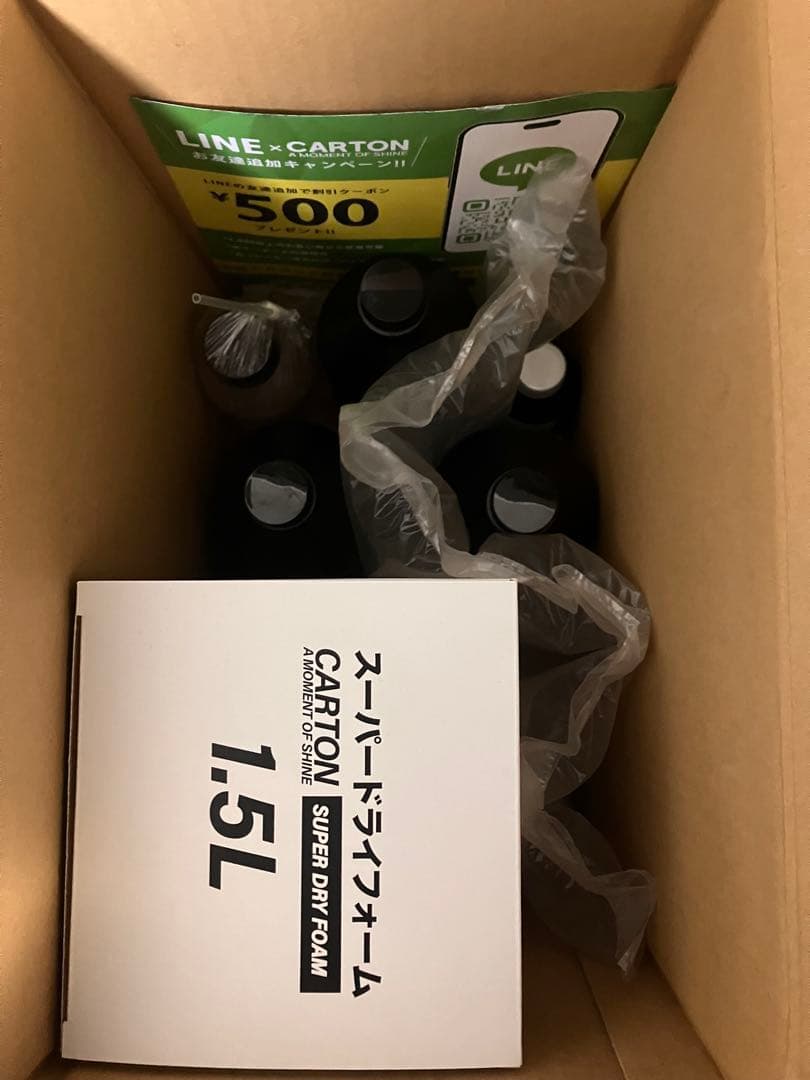 LINE × CARTON
A MOMENT OF SHINE
お友達追加キャンペーン!!
LINEの友達追加で割引クーポン
¥500
プレゼント!!
LINE
スーパードライフォーム
CARTON
A MOMENT OF SHINE
SUPER DRY FOAM
1.5L